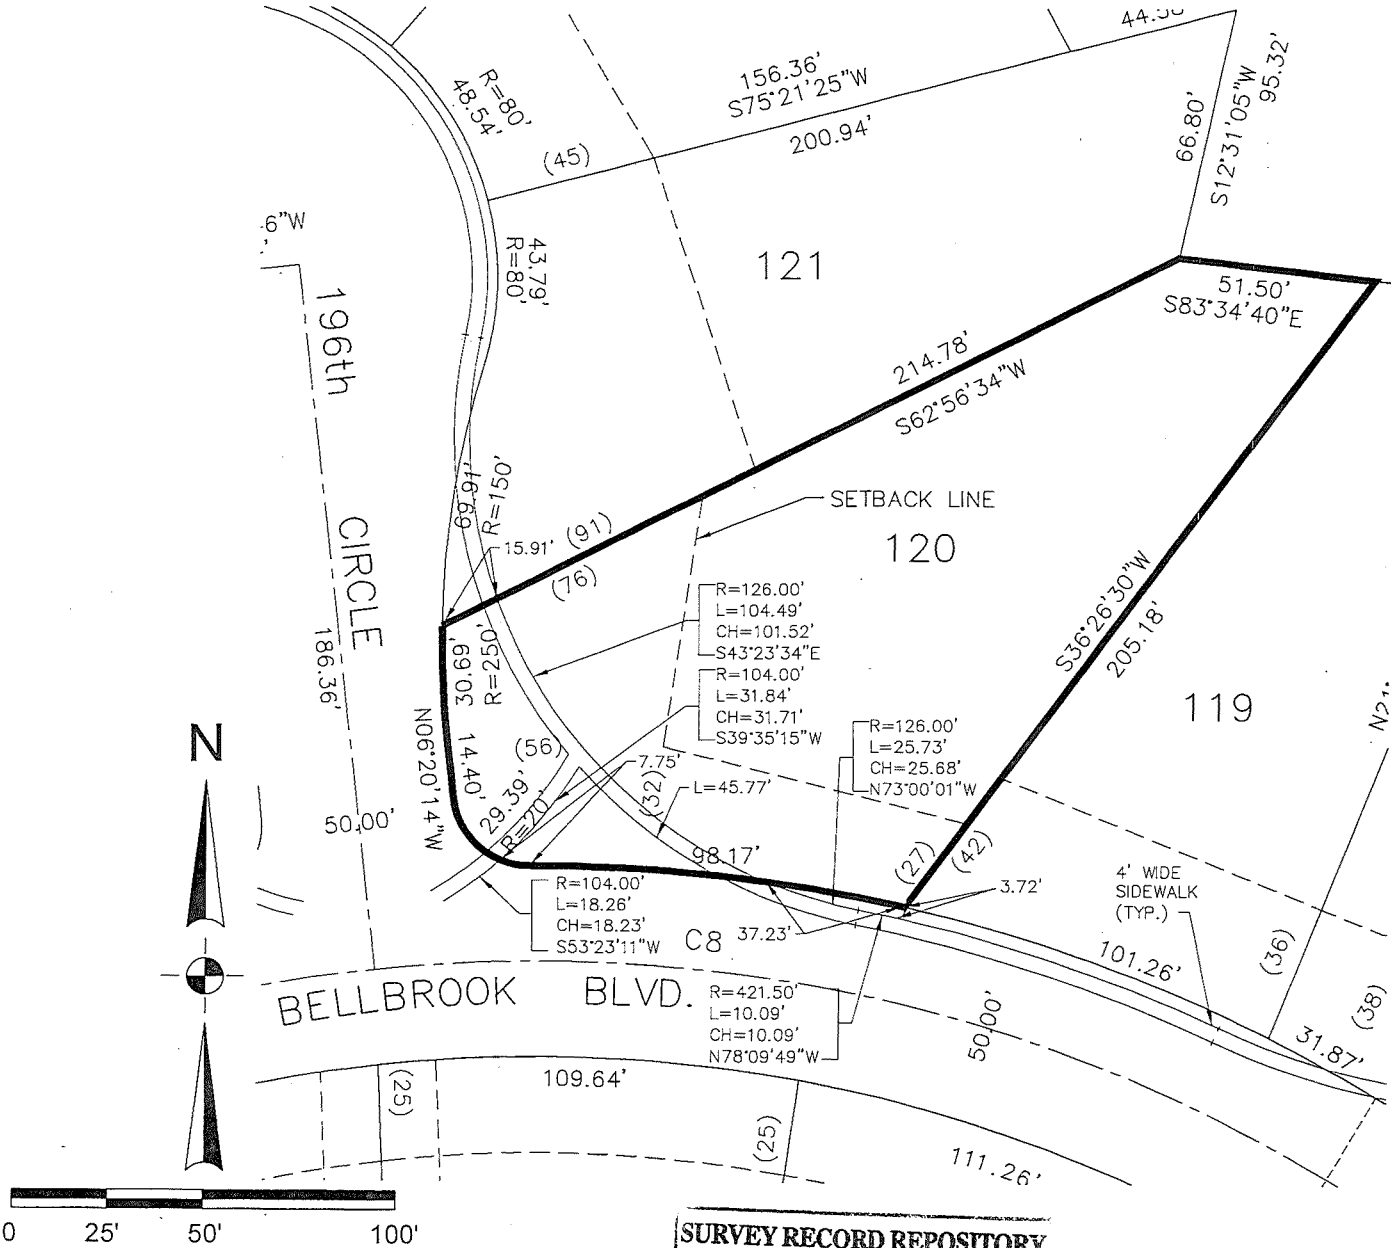 44.58'
156.36'
S75°21'25"W
200.94'
R=80'
48.54'
(45)
66.80'
S12°31'05"W
95.32'
6"W
43.79'
R=80'
121
196th
CIRCLE
51.50'
S83°34'40"E
214.78'
S62°56'34"W
69.61'
R=150'
SETBACK LINE
15.91'
(91)
(76)
120
R=126.00'
L=104.49'
CH=101.52'
S43°23'34"E
R=104.00'
L=31.84'
CH=31.71'
S39°35'15"W
S36°26'30"W
205.18'
119
30.69'
R=250'
186.36'
N
N06°20'14"W
14.40'
(56)
29.39'
R=20'
7.75'
(32)
L=45.77'
R=126.00'
L=25.73'
CH=25.68'
N73°00'01"W
N21°
50.00'
98.17'
(27)
(42)
3.72'
4' WIDE
SIDEWALK
(TYP.)
R=104.00'
L=18.26'
CH=18.23'
S53°23'11"W
C8
37.23'
101.26'
(36)
(38)
31.87'
BELLBROOK BLVD.
R=421.50'
L=10.09'
CH=10.09'
N78°09'49"W
50.00'
109.64'
(25)
(25)
111.26'
0 25' 50' 100'
SURVEY RECORD REPOSITORY